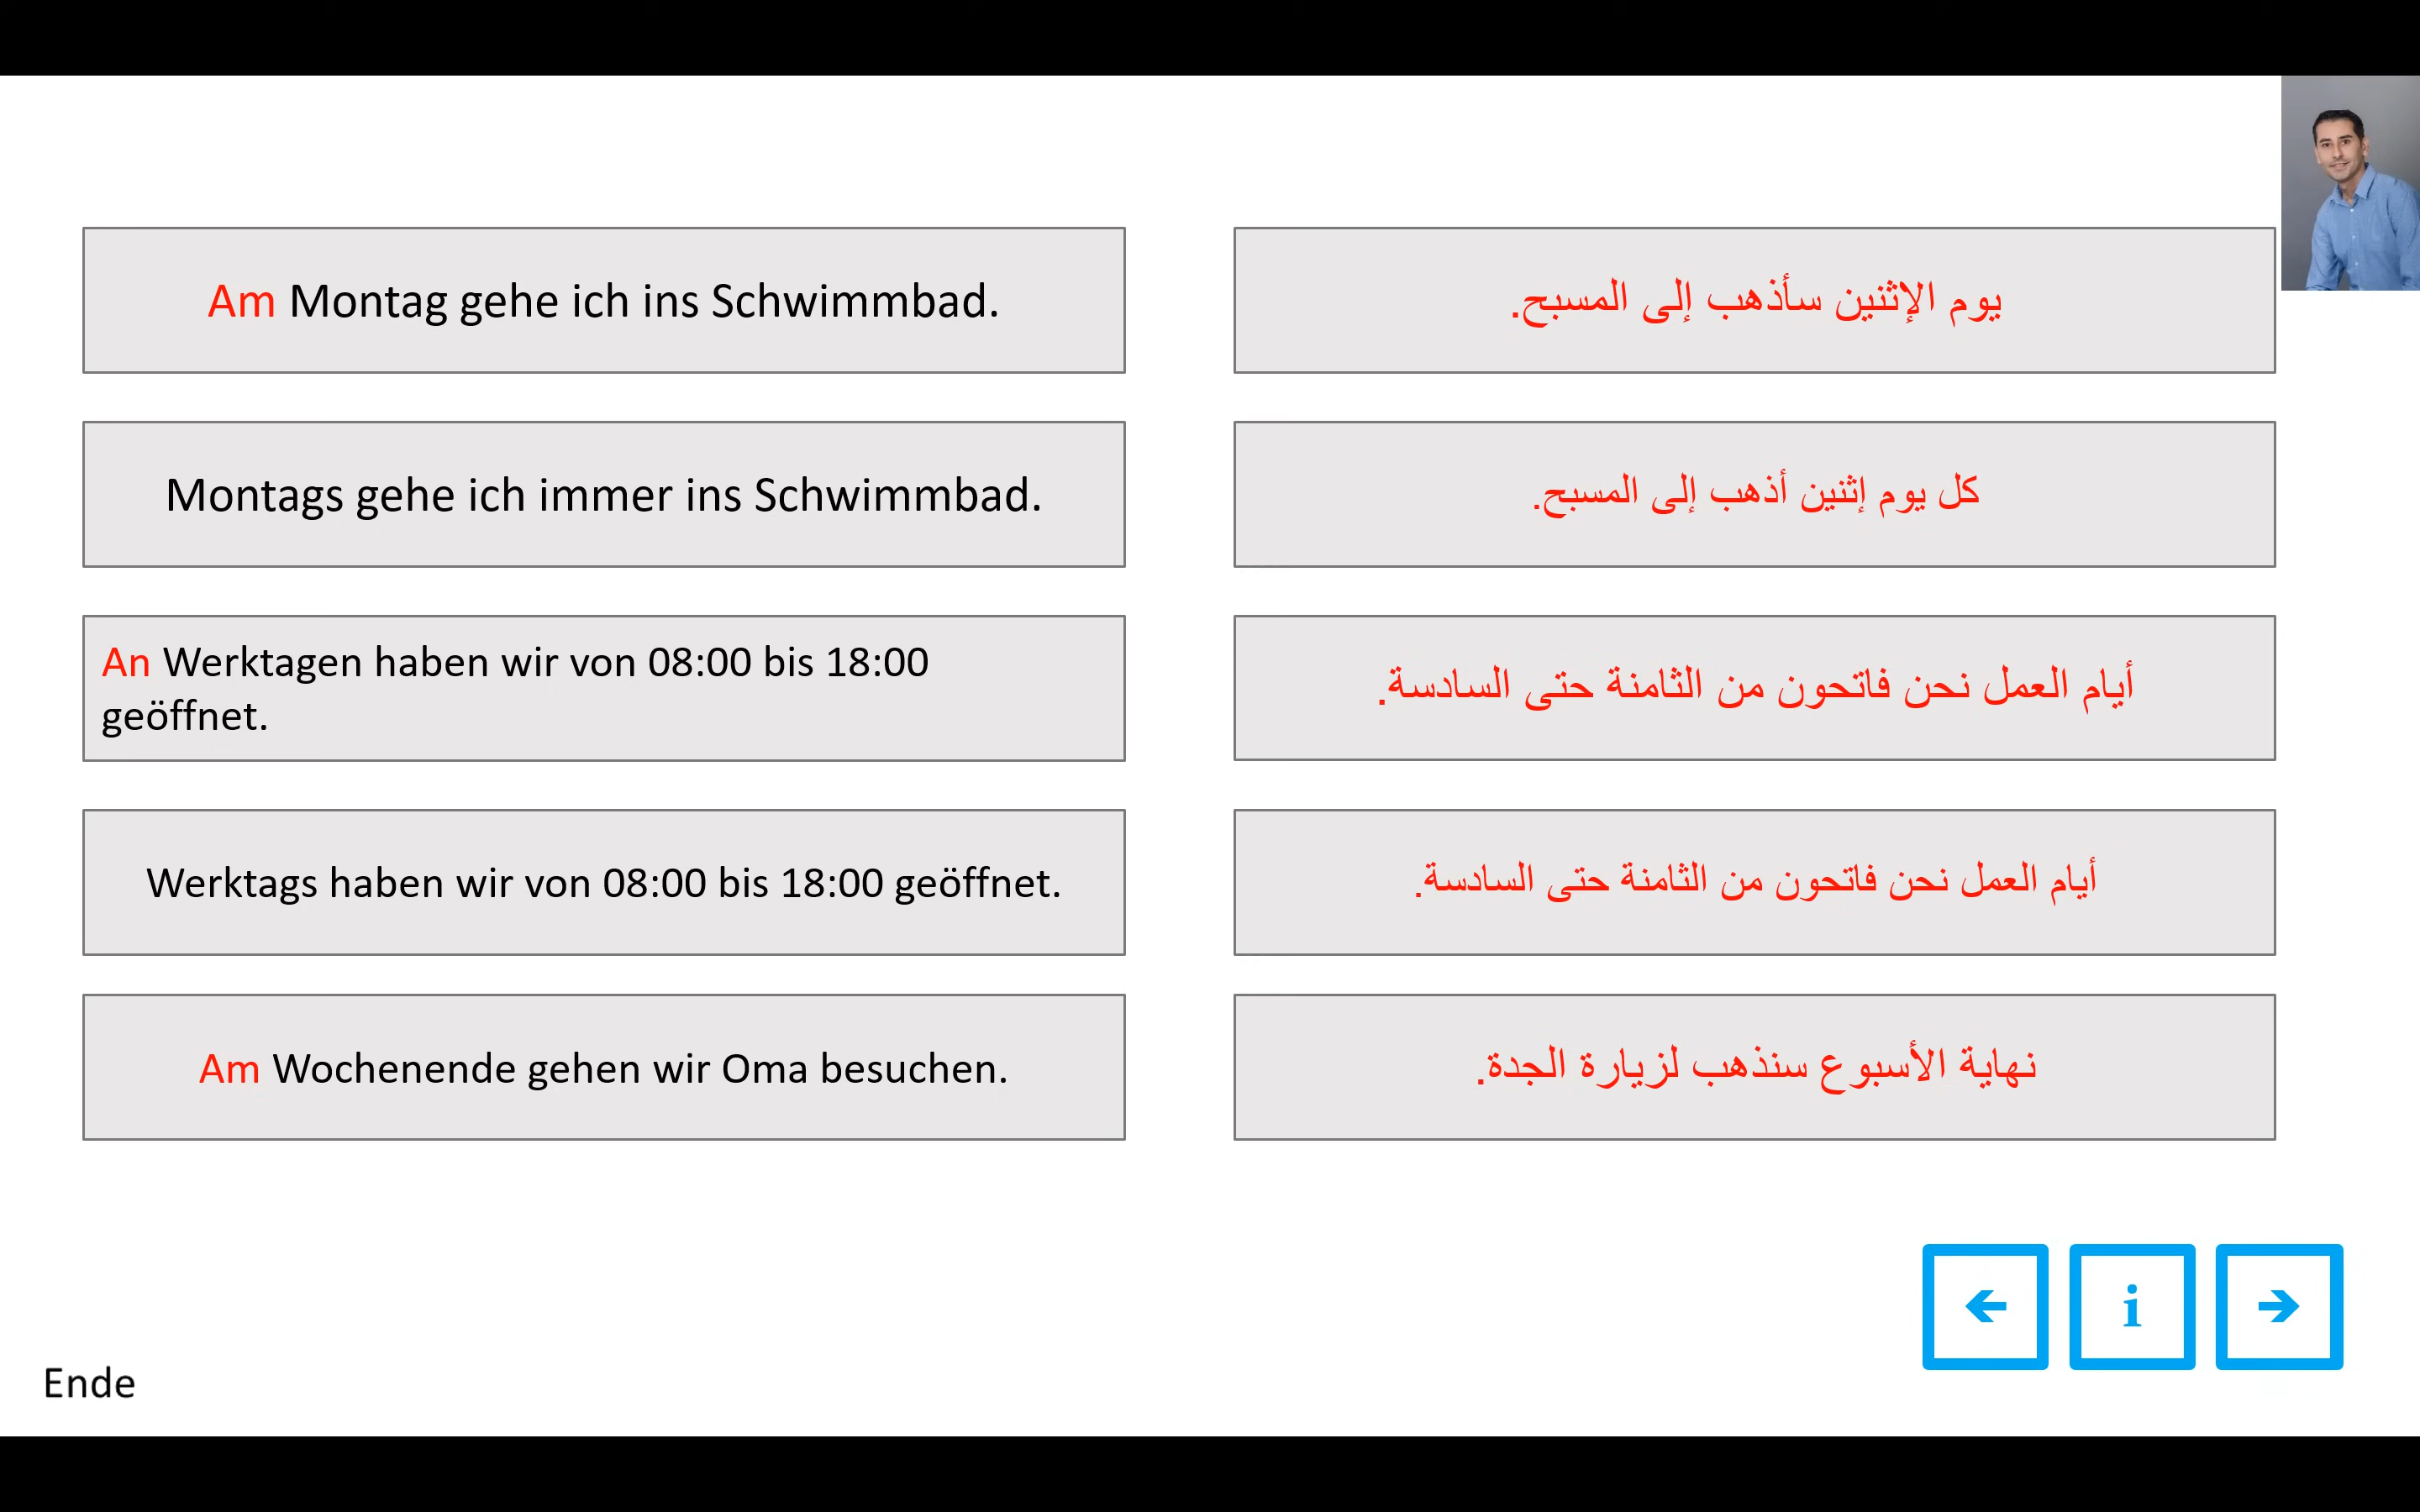 Am Montag gehe ich ins Schwimmbad.
يوم الإثنين سأذهب إلى المسبح.
Montags gehe ich immer ins Schwimmbad.
كل يوم إثنين أذهب إلى المسبح.
An Werktagen haben wir von 08:00 bis 18:00
geöffnet.
أيام العمل نحن فاتحون من الثامنة حتى السادسة.
Werktags haben wir von 08:00 bis 18:00 geöffnet.
أيام العمل نحن فاتحون من الثامنة حتى السادسة.
Am Wochenende gehen wir Oma besuchen.
نهاية الأسبوع سنذهب لزيارة الجدة.
i
Ende